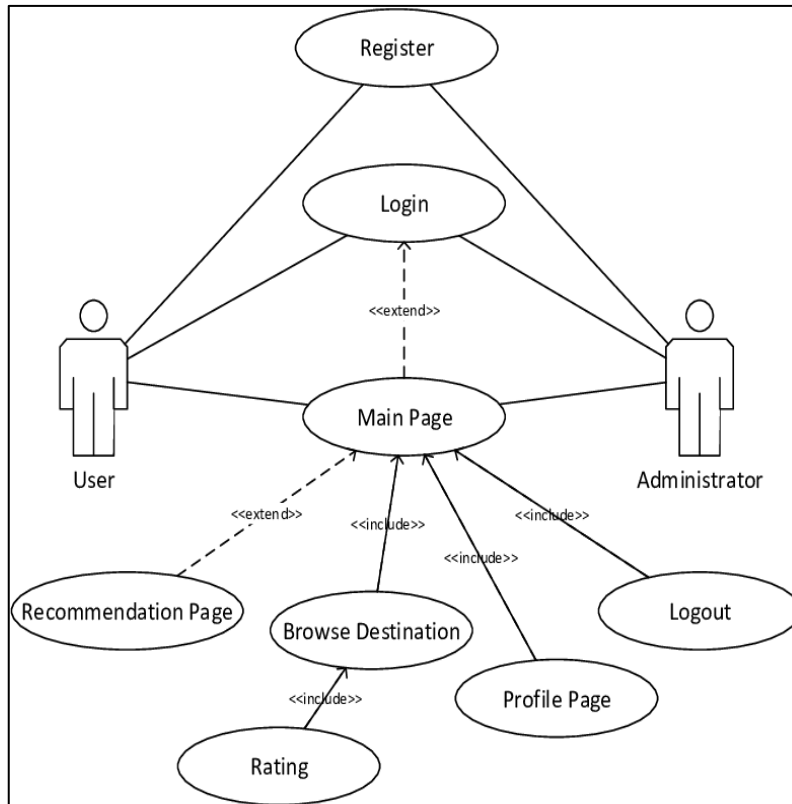 Register
Login
<<extend>>
Main Page
User
Administrator
<<extend>>
<<include>>
<<include>>
<<include>>
Recommendation Page
Browse Destination
Logout
<<include>>
Profile Page
Rating